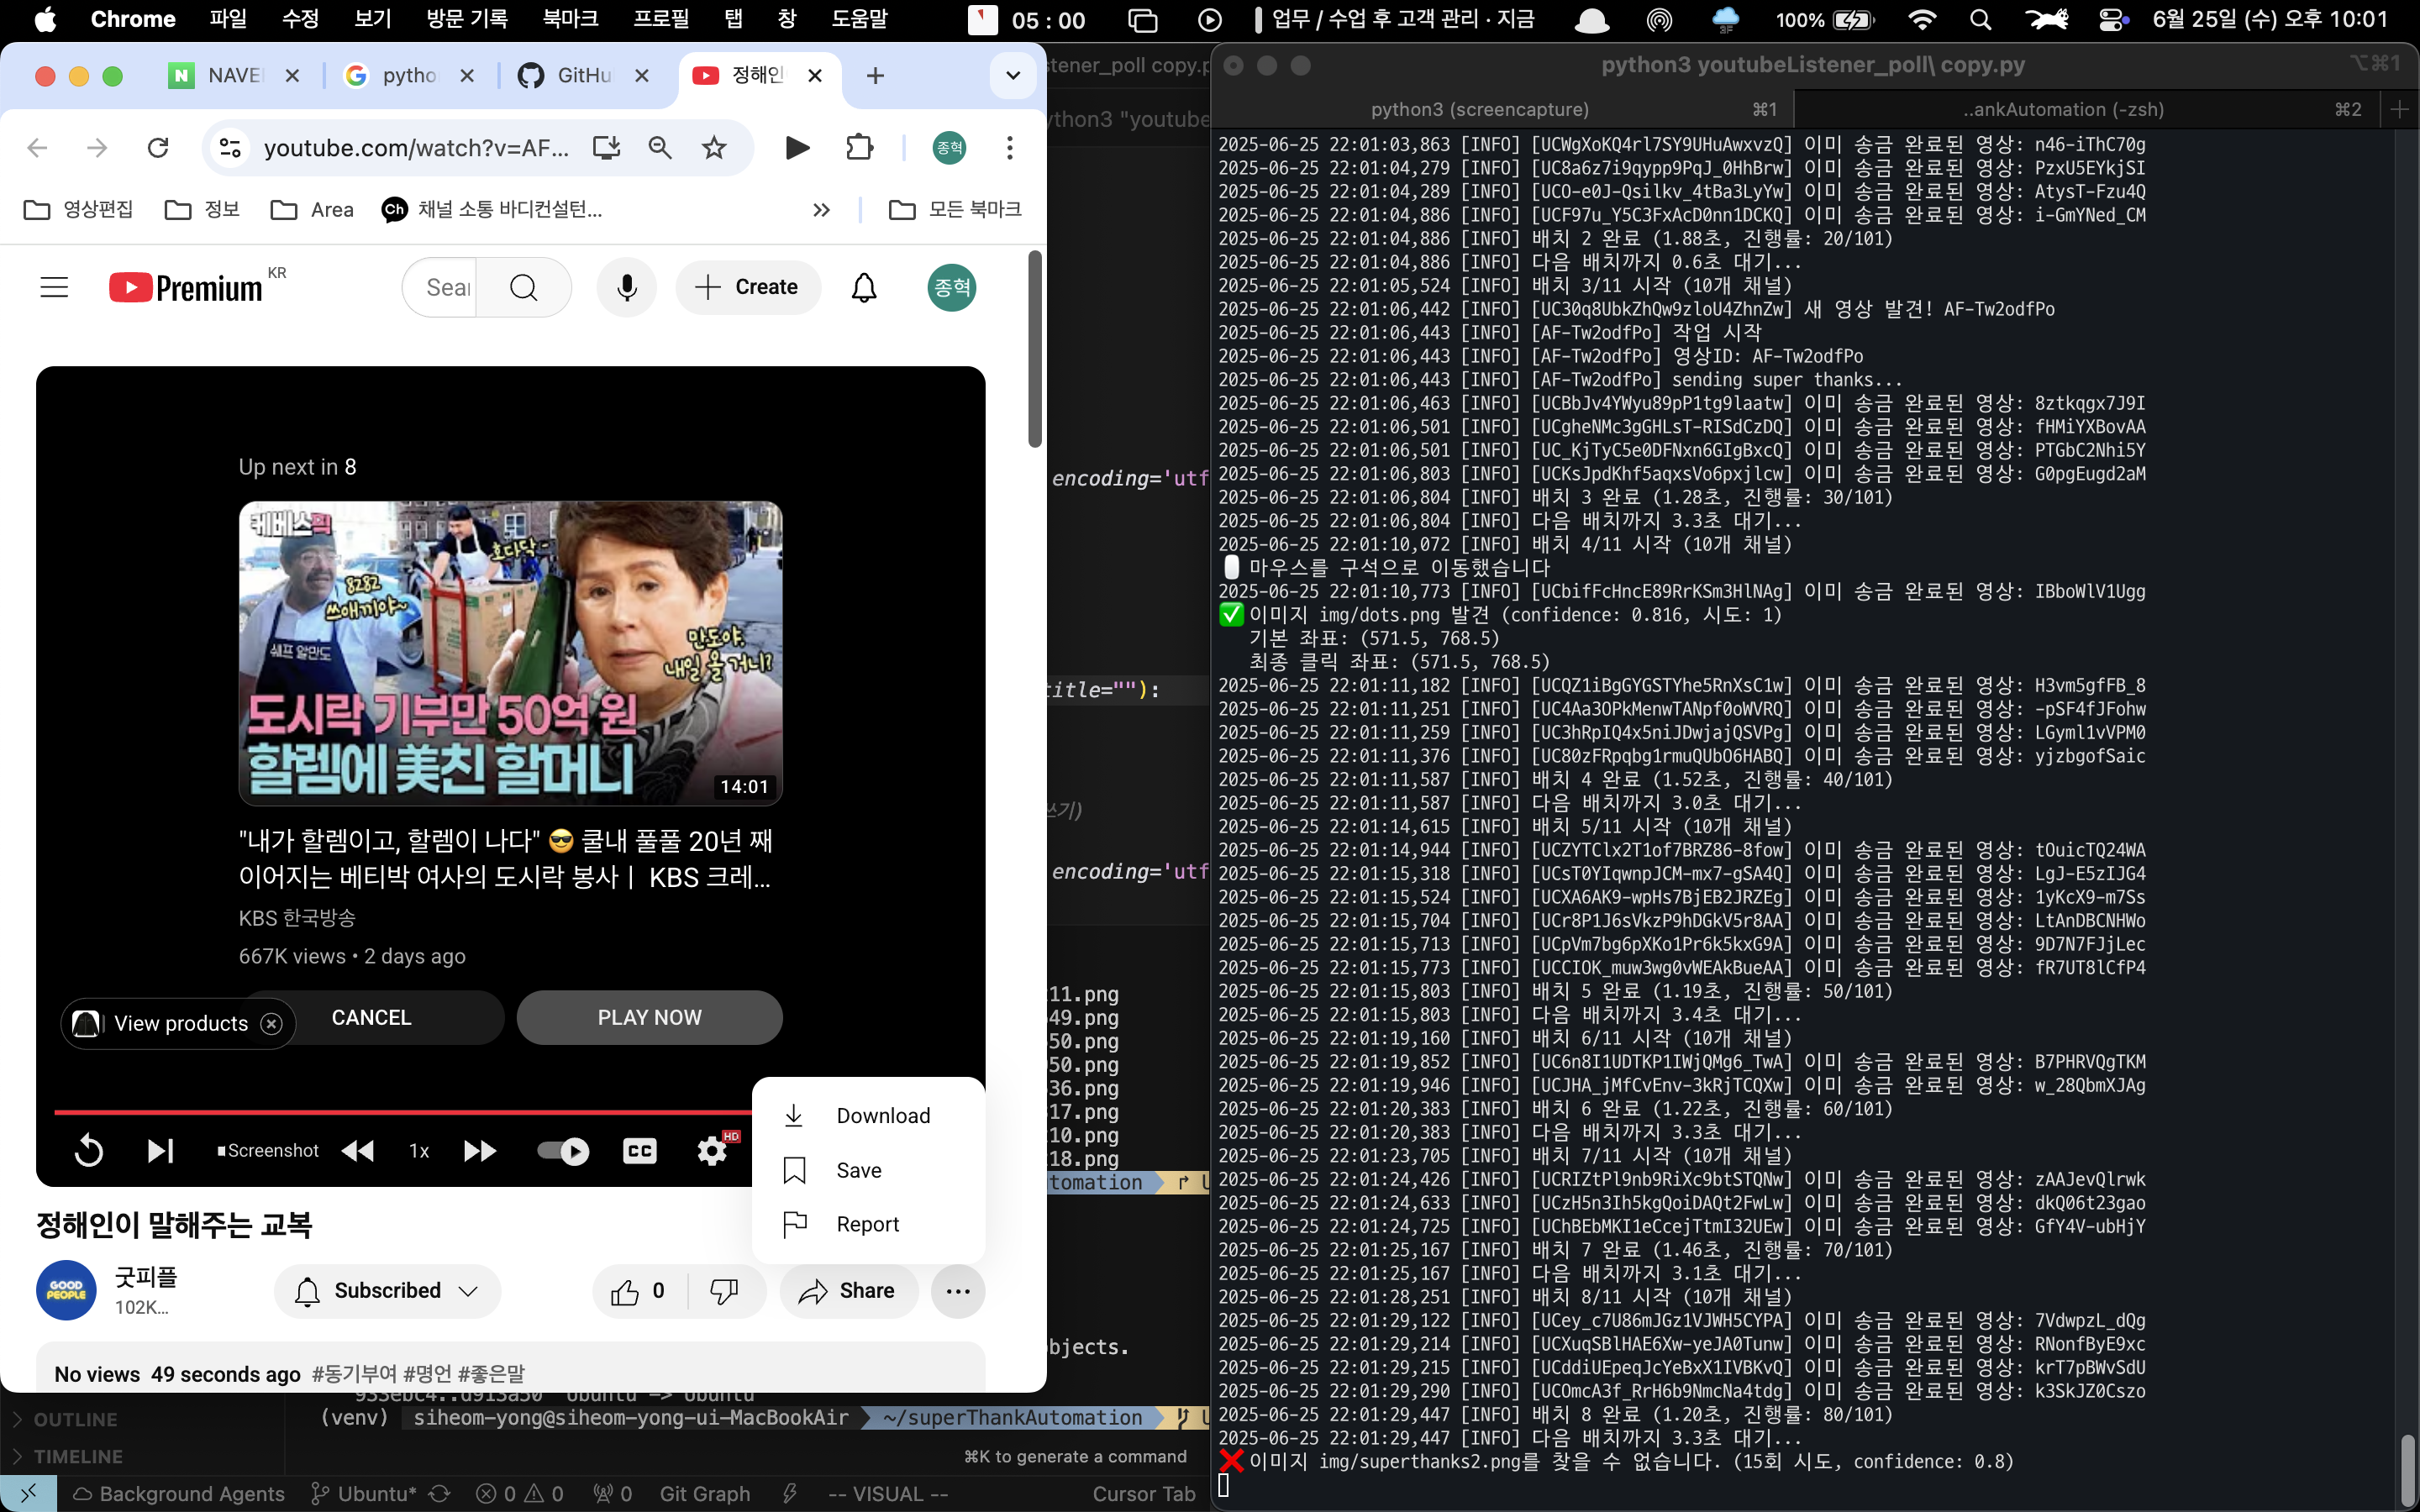 Chrome 파일 수정 보기 방문 기록 북마크 프로필 탭 창 도움말 05 : 00 업무 / 수업 후 고객 관리 · 지금 3F 100% 6월 25일 (수) 오후 10:01
N NAVE pytho GitHu 정해인
youtube.com/watch?v=AF... 종혁
영상편집 정보 Area Ch 채널 소통 바디컨설턴... 모든 북마크
Premium KR Sear Create 종혁
Up next in 8
케베스픽
호다닥~
8282
쓰애끼야~
쉐프 알만도
만도야.
내일 올 거니?
도시락 기부만 50억 원
할렘에 美친 할머니
14:01
"내가 할렘이고, 할렘이 나다" 😎 쿨내 풀풀 20년 째
이어지는 베티박 여사의 도시락 봉사ㅣ KBS 크레...
KBS 한국방송
667K views • 2 days ago
View products CANCEL PLAY NOW
Download
Save
Report
Screenshot 1x CC HD
정해인이 말해주는 교복
GOOD PEOPLE
굿피플
102K...
Subscribed 0 Share
No views 49 seconds ago #동기부여 #명언 #좋은말
stener_poll copy.p
ython3 "youtube
encoding='utf
title=""):
쓰기)
encoding='utf
11.png
49.png
50.png
50.png
36.png
17.png
10.png
18.png
tomation
bjects.
(venv) siheom-yong@siheom-yong-ui-MacBookAir ~/superThankAutomation
⌘K to generate a command
OUTLINE
TIMELINE
Background Agents Ubuntu* 0 0 0 Git Graph -- VISUAL -- Cursor Tab
python3 youtubeListener_poll\ copy.py ⌥⌘1
python3 (screencapture) ⌘1 ..ankAutomation (-zsh) ⌘2
2025-06-25 22:01:03,863 [INFO] [UCWgXoKQ4rl7SY9UHuAwxvzQ] 이미 송금 완료된 영상: n46-iThC70g
2025-06-25 22:01:04,279 [INFO] [UC8a6z7i9qypp9PqJ_0HhBrw] 이미 송금 완료된 영상: PzxU5EYkjSI
2025-06-25 22:01:04,289 [INFO] [UCO-e0J-Qsilkv_4tBa3LyYw] 이미 송금 완료된 영상: AtysT-Fzu4Q
2025-06-25 22:01:04,886 [INFO] [UCF97u_Y5C3FxAcD0nn1DCKQ] 이미 송금 완료된 영상: i-GmYNed_CM
2025-06-25 22:01:04,886 [INFO] 배치 2 완료 (1.88초, 진행률: 20/101)
2025-06-25 22:01:04,886 [INFO] 다음 배치까지 0.6초 대기...
2025-06-25 22:01:05,524 [INFO] 배치 3/11 시작 (10개 채널)
2025-06-25 22:01:06,442 [INFO] [UC30q8UbkZhQw9zloU4ZhnZw] 새 영상 발견! AF-Tw2odfPo
2025-06-25 22:01:06,443 [INFO] [AF-Tw2odfPo] 작업 시작
2025-06-25 22:01:06,443 [INFO] [AF-Tw2odfPo] 영상ID: AF-Tw2odfPo
2025-06-25 22:01:06,443 [INFO] [AF-Tw2odfPo] sending super thanks...
2025-06-25 22:01:06,463 [INFO] [UCBbJv4YWyu89pP1tg9laatw] 이미 송금 완료된 영상: 8ztkqgx7J9I
2025-06-25 22:01:06,501 [INFO] [UCgheNMc3gGHLsT-RISdCzDQ] 이미 송금 완료된 영상: fHMiYXBovAA
2025-06-25 22:01:06,501 [INFO] [UC_KjTyC5e0DFNxn6GIgBxcQ] 이미 송금 완료된 영상: PTGbC2Nhi5Y
2025-06-25 22:01:06,803 [INFO] [UCKsJpdKhf5aqxsVo6pxjlcw] 이미 송금 완료된 영상: G0pgEugd2aM
2025-06-25 22:01:06,804 [INFO] 배치 3 완료 (1.28초, 진행률: 30/101)
2025-06-25 22:01:06,804 [INFO] 다음 배치까지 3.3초 대기...
2025-06-25 22:01:10,072 [INFO] 배치 4/11 시작 (10개 채널)
마우스를 구석으로 이동했습니다
2025-06-25 22:01:10,773 [INFO] [UCbifFcHncE89RrKSm3HlNAg] 이미 송금 완료된 영상: IBboWlV1Ugg
✅ 이미지 img/dots.png 발견 (confidence: 0.816, 시도: 1)
기본 좌표: (571.5, 768.5)
최종 클릭 좌표: (571.5, 768.5)
2025-06-25 22:01:11,182 [INFO] [UCQZ1iBgGYGSTYhe5RnXsC1w] 이미 송금 완료된 영상: H3vm5gfFB_8
2025-06-25 22:01:11,251 [INFO] [UC4Aa3OPkMenwTANpf0oWVRQ] 이미 송금 완료된 영상: -pSF4fJFohw
2025-06-25 22:01:11,259 [INFO] [UC3hRpIQ4x5niJDwjajQSVPg] 이미 송금 완료된 영상: LGyml1vVPM0
2025-06-25 22:01:11,376 [INFO] [UC80zFRpqbg1rmuQUbO6HABQ] 이미 송금 완료된 영상: yjzbgofSaic
2025-06-25 22:01:11,587 [INFO] 배치 4 완료 (1.52초, 진행률: 40/101)
2025-06-25 22:01:11,587 [INFO] 다음 배치까지 3.0초 대기...
2025-06-25 22:01:14,615 [INFO] 배치 5/11 시작 (10개 채널)
2025-06-25 22:01:14,944 [INFO] [UCZYTClx2T1of7BRZ86-8fow] 이미 송금 완료된 영상: tOuicTQ24WA
2025-06-25 22:01:15,318 [INFO] [UCsT0YIqwnpJCM-mx7-gSA4Q] 이미 송금 완료된 영상: LgJ-E5zIJG4
2025-06-25 22:01:15,524 [INFO] [UCXA6AK9-wpHs7BjEB2JRZEg] 이미 송금 완료된 영상: 1yKcX9-m7Ss
2025-06-25 22:01:15,704 [INFO] [UCr8P1J6sVkzP9hDGkV5r8AA] 이미 송금 완료된 영상: LtAnDBCNHWo
2025-06-25 22:01:15,713 [INFO] [UCpVm7bg6pXKo1Pr6k5kxG9A] 이미 송금 완료된 영상: 9D7N7FJjLec
2025-06-25 22:01:15,773 [INFO] [UCCIOK_muw3wg0vWEAkBueAA] 이미 송금 완료된 영상: fR7UT8lCfP4
2025-06-25 22:01:15,803 [INFO] 배치 5 완료 (1.19초, 진행률: 50/101)
2025-06-25 22:01:15,803 [INFO] 다음 배치까지 3.4초 대기...
2025-06-25 22:01:19,160 [INFO] 배치 6/11 시작 (10개 채널)
2025-06-25 22:01:19,852 [INFO] [UC6n8I1UDTKP1IWjQMg6_TwA] 이미 송금 완료된 영상: B7PHRVQgTKM
2025-06-25 22:01:19,946 [INFO] [UCJHA_jMfCvEnv-3kRjTCQXw] 이미 송금 완료된 영상: w_28QbmXJAg
2025-06-25 22:01:20,383 [INFO] 배치 6 완료 (1.22초, 진행률: 60/101)
2025-06-25 22:01:20,383 [INFO] 다음 배치까지 3.3초 대기...
2025-06-25 22:01:23,705 [INFO] 배치 7/11 시작 (10개 채널)
2025-06-25 22:01:24,426 [INFO] [UCRIZtPl9nb9RiXc9btSTQNw] 이미 송금 완료된 영상: zAAJevQlrwk
2025-06-25 22:01:24,633 [INFO] [UCzH5n3Ih5kgQoiDAQt2FwLw] 이미 송금 완료된 영상: dkQ06t23gao
2025-06-25 22:01:24,725 [INFO] [UChBEbMKI1eCcejTtmI32UEw] 이미 송금 완료된 영상: GfY4V-ubHjY
2025-06-25 22:01:25,167 [INFO] 배치 7 완료 (1.46초, 진행률: 70/101)
2025-06-25 22:01:25,167 [INFO] 다음 배치까지 3.1초 대기...
2025-06-25 22:01:28,251 [INFO] 배치 8/11 시작 (10개 채널)
2025-06-25 22:01:29,122 [INFO] [UCey_c7U86mJGz1VJWH5CYPA] 이미 송금 완료된 영상: 7VdwpzL_dQg
2025-06-25 22:01:29,214 [INFO] [UCXuqSBlHAE6Xw-yeJA0Tunw] 이미 송금 완료된 영상: RNonfByE9xc
2025-06-25 22:01:29,215 [INFO] [UCddiUEpeqJcYeBxX1IVBKvQ] 이미 송금 완료된 영상: krT7pBWvSdU
2025-06-25 22:01:29,290 [INFO] [UCOmcA3f_RrH6b9NmcNa4tdg] 이미 송금 완료된 영상: k3SkJZ0Cszo
2025-06-25 22:01:29,447 [INFO] 배치 8 완료 (1.20초, 진행률: 80/101)
2025-06-25 22:01:29,447 [INFO] 다음 배치까지 3.3초 대기...
❌ 이미지 img/superthanks2.png를 찾을 수 없습니다. (15회 시도, confidence: 0.8)